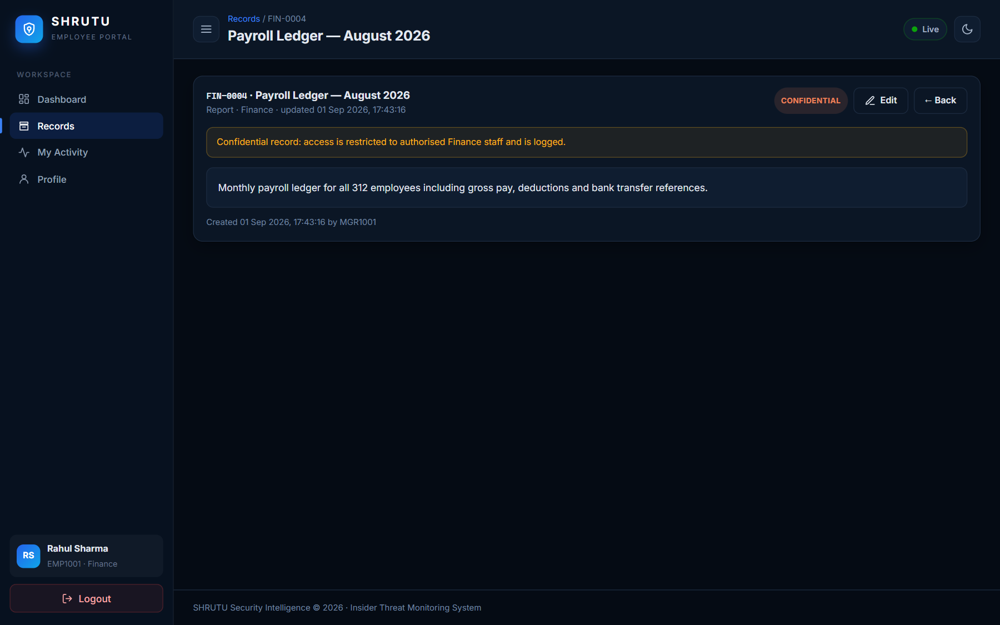 SHRUTU
EMPLOYEE PORTAL
WORKSPACE
Dashboard
Records
My Activity
Profile
RS
Rahul Sharma
EMP1001 · Finance
Logout
Records / FIN-0004
Payroll Ledger — August 2026
Live
FIN-0004 · Payroll Ledger — August 2026
Report · Finance · updated 01 Sep 2026, 17:43:16
CONFIDENTIAL
Edit
← Back
Confidential record: access is restricted to authorised Finance staff and is logged.
Monthly payroll ledger for all 312 employees including gross pay, deductions and bank transfer references.
Created 01 Sep 2026, 17:43:16 by MGR1001
SHRUTU Security Intelligence © 2026 · Insider Threat Monitoring System